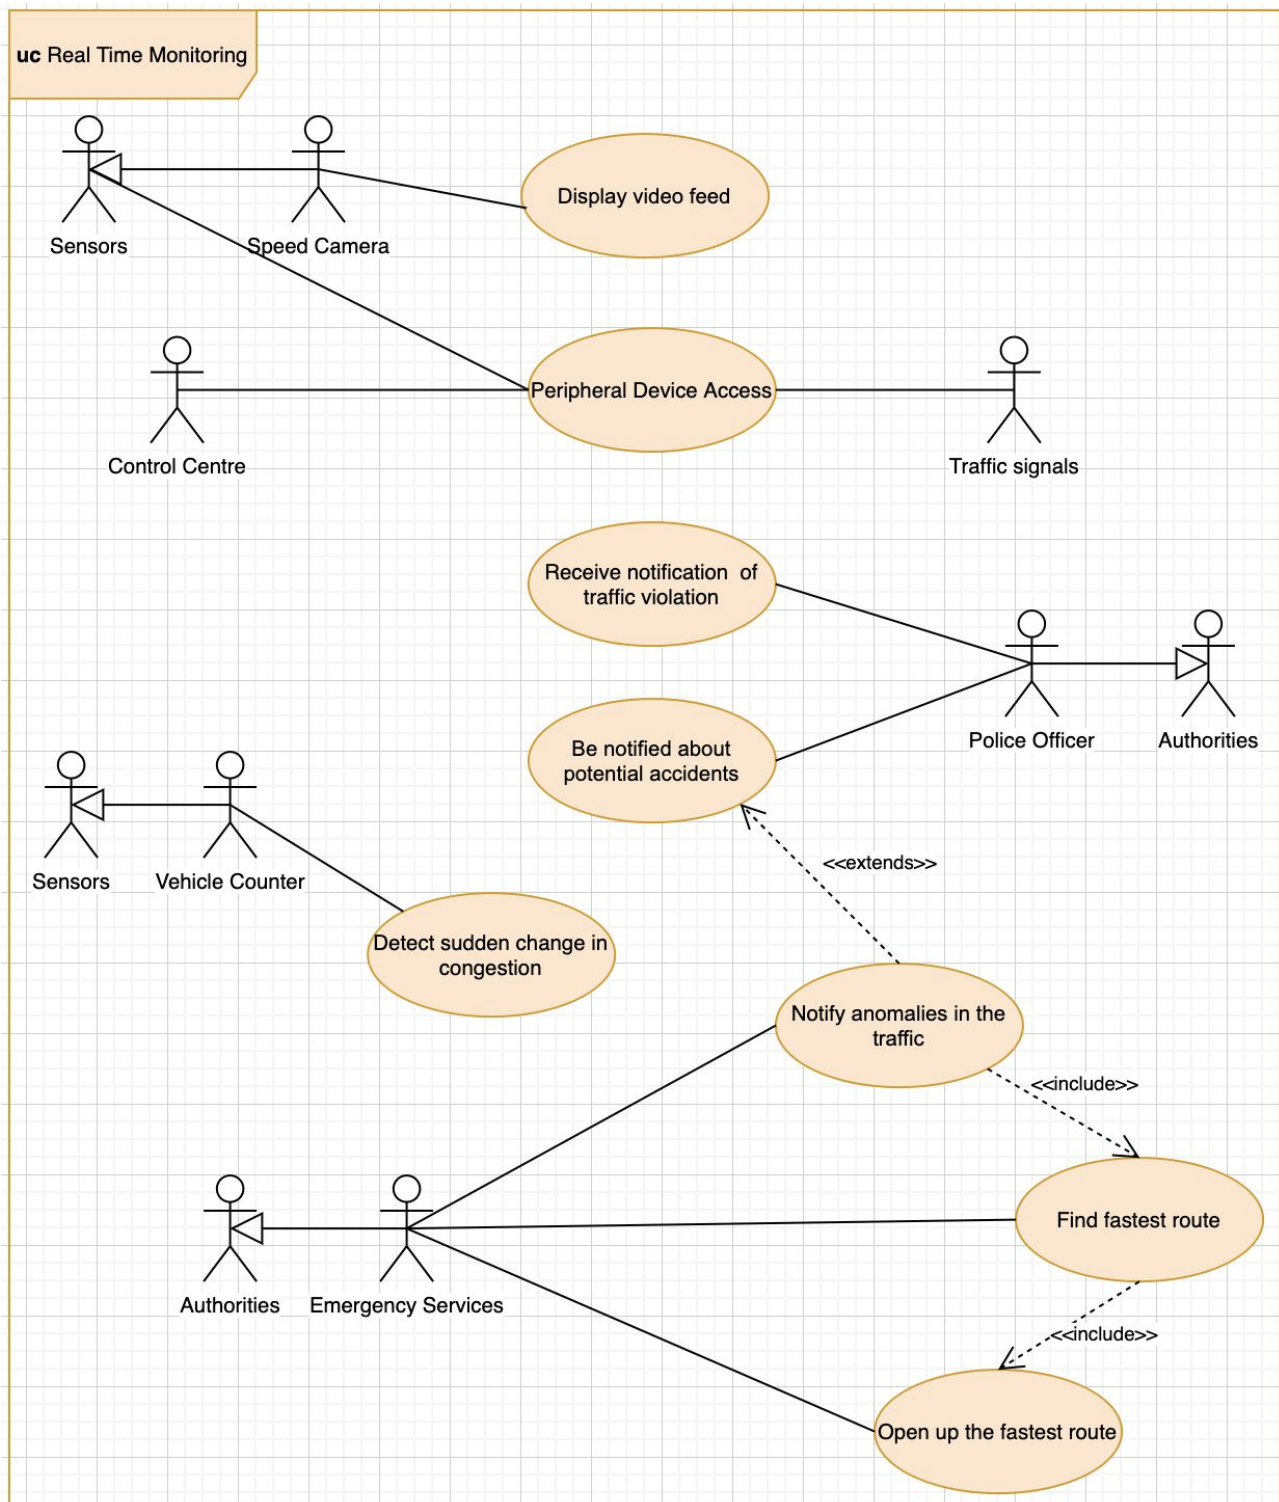 uc Real Time Monitoring
Display video feed
Sensors
Speed Camera
Peripheral Device Access
Control Centre
Traffic signals
Receive notification of
traffic violation
Police Officer
Authorities
Be notified about
potential accidents
Sensors
Vehicle Counter
<<extends>>
Detect sudden change in
congestion
Notify anomalies in the
traffic
<<include>>
Find fastest route
Authorities
Emergency Services
<<include>>
Open up the fastest route